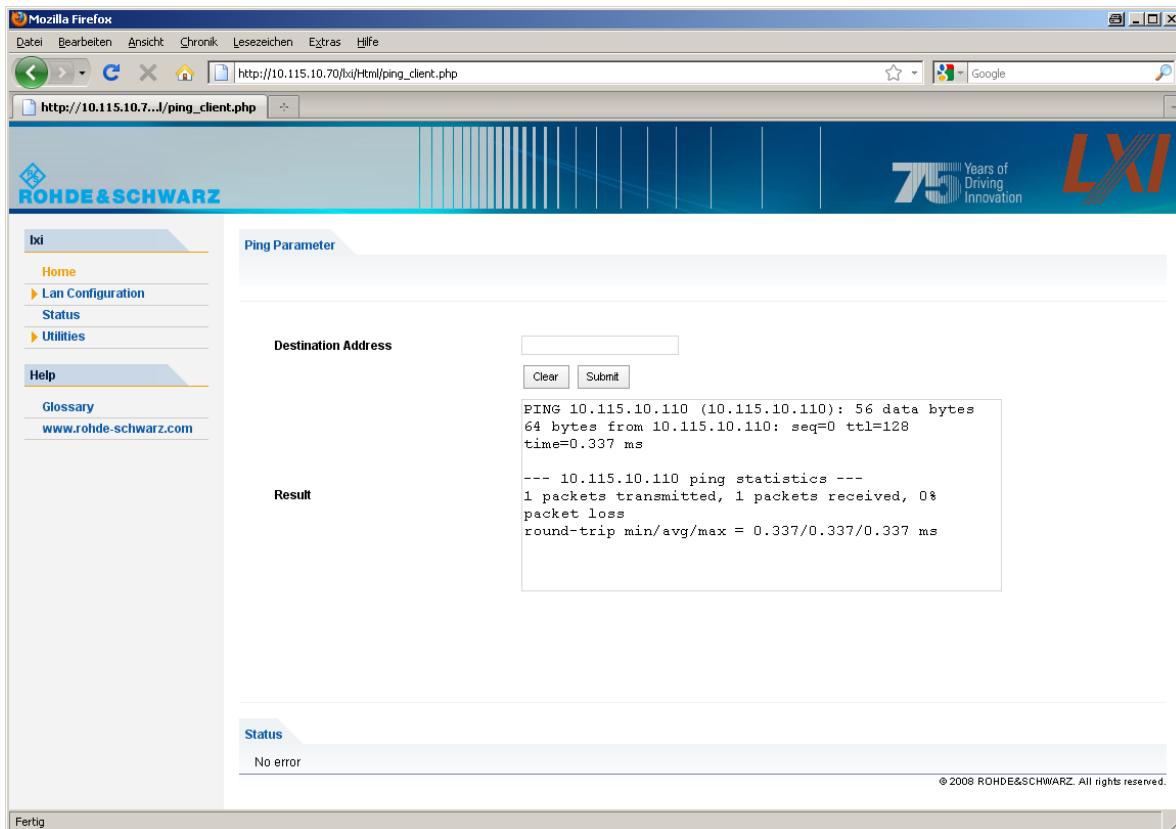 Mozilla Firefox
Datei Bearbeiten Ansicht Chronik Lesezeichen Extras Hilfe
http://10.115.10.70/lxi/Html/ping_client.php
Google
http://10.115.10.7...l/ping_client.php
ROHDE&SCHWARZ
75 Years of
Driving
Innovation
LXI
lxi
Home
Lan Configuration
Status
Utilities
Help
Glossary
www.rohde-schwarz.com
Ping Parameter
Destination Address
Clear Submit
Result
PING 10.115.10.110 (10.115.10.110): 56 data bytes
64 bytes from 10.115.10.110: seq=0 ttl=128
time=0.337 ms
--- 10.115.10.110 ping statistics ---
1 packets transmitted, 1 packets received, 0%
packet loss
round-trip min/avg/max = 0.337/0.337/0.337 ms
Status
No error
© 2008 ROHDE&SCHWARZ. All rights reserved.
Fertig